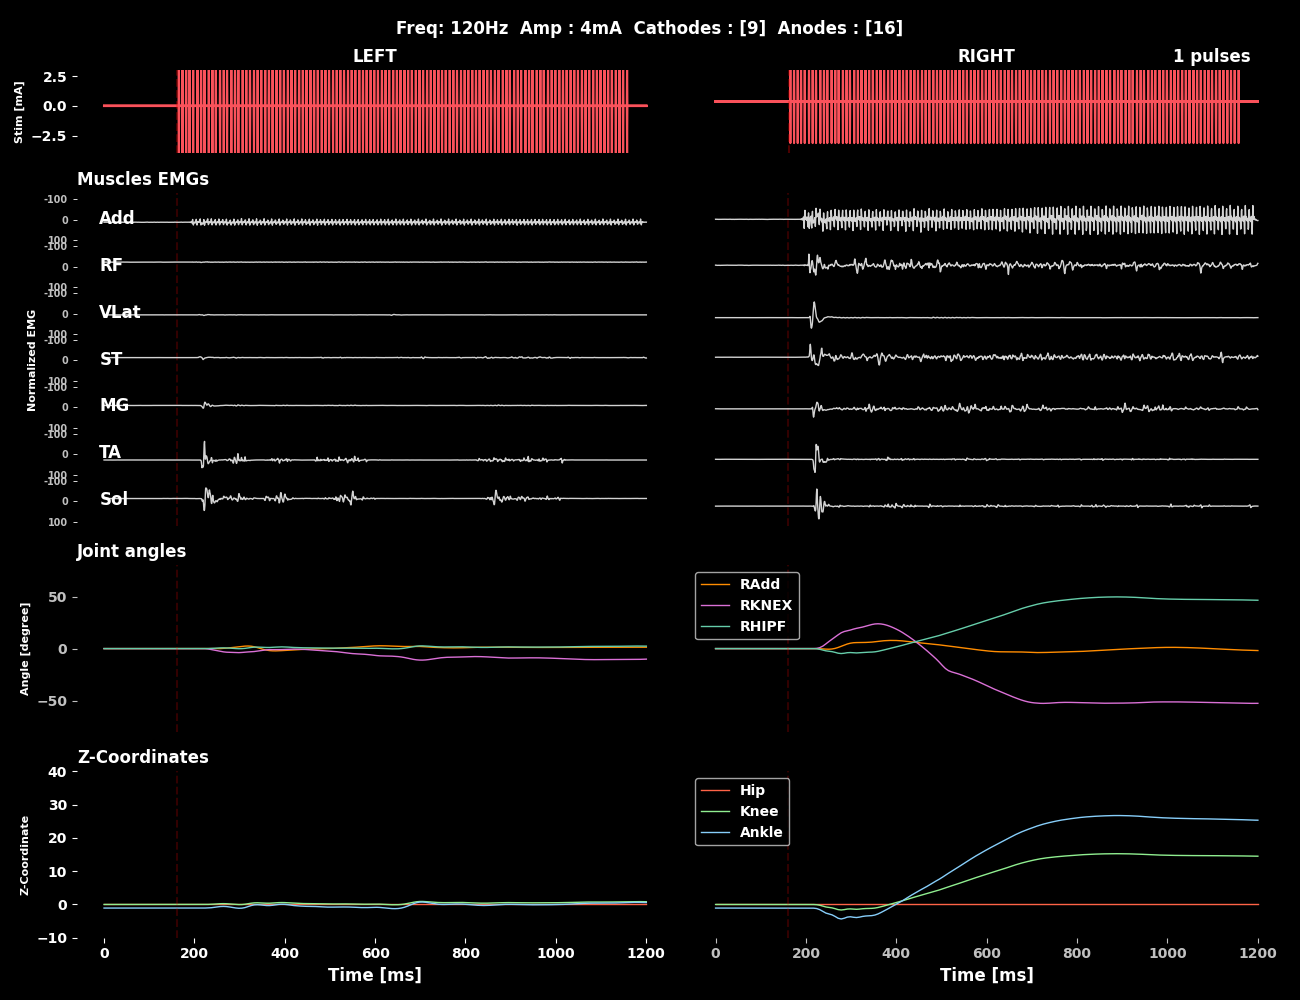 Freq: 120Hz  Amp : 4mA  Cathodes : [9]  Anodes : [16]
LEFT
RIGHT
1 pulses
Stim [mA]
2.5
0.0
−2.5
Muscles EMGs
Normalized EMG
-100
Add
0
100
-100
RF
0
100
-100
VLat
0
100
-100
ST
0
100
-100
MG
0
100
-100
TA
0
100
-100
Sol
0
100
Joint angles
Angle [degree]
50
0
−50
RAdd
RKNEX
RHIPF
Z-Coordinates
Z-Coordinate
40
30
20
10
0
−10
Hip
Knee
Ankle
0 200 400 600 800 1000 1200
0 200 400 600 800 1000 1200
Time [ms]
Time [ms]